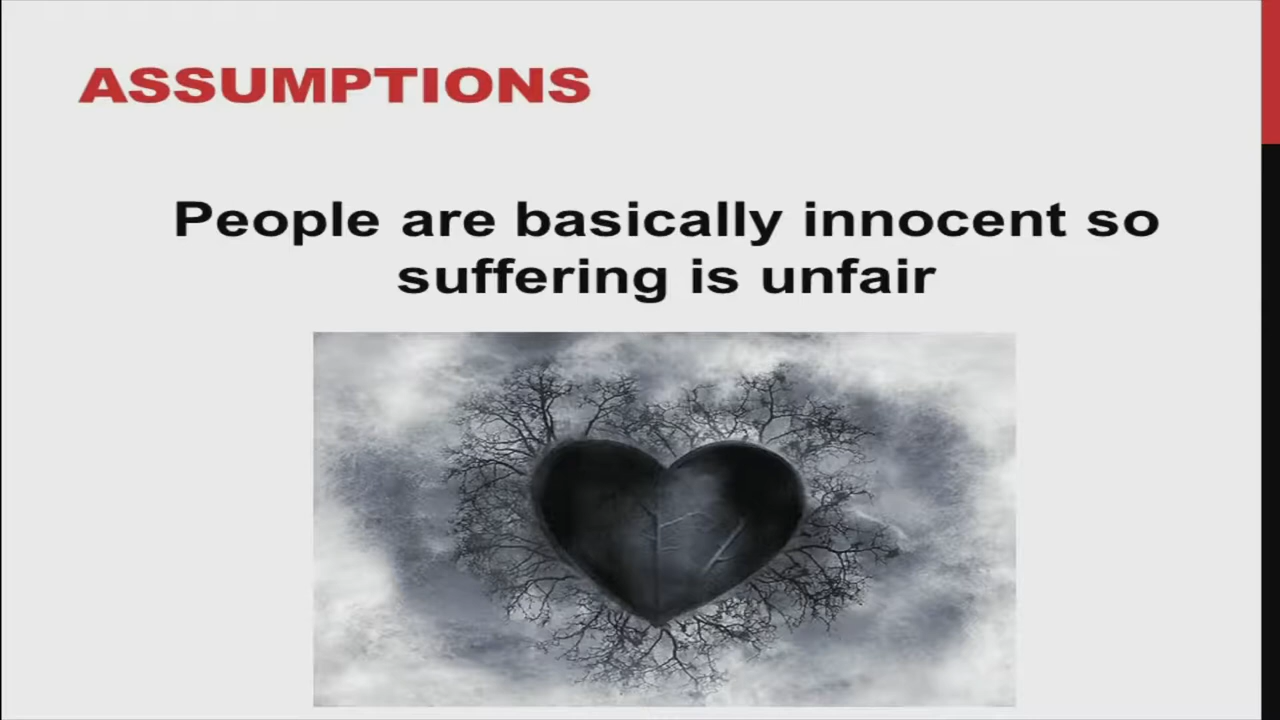 ASSUMPTIONS
People are basically innocent so
suffering is unfair